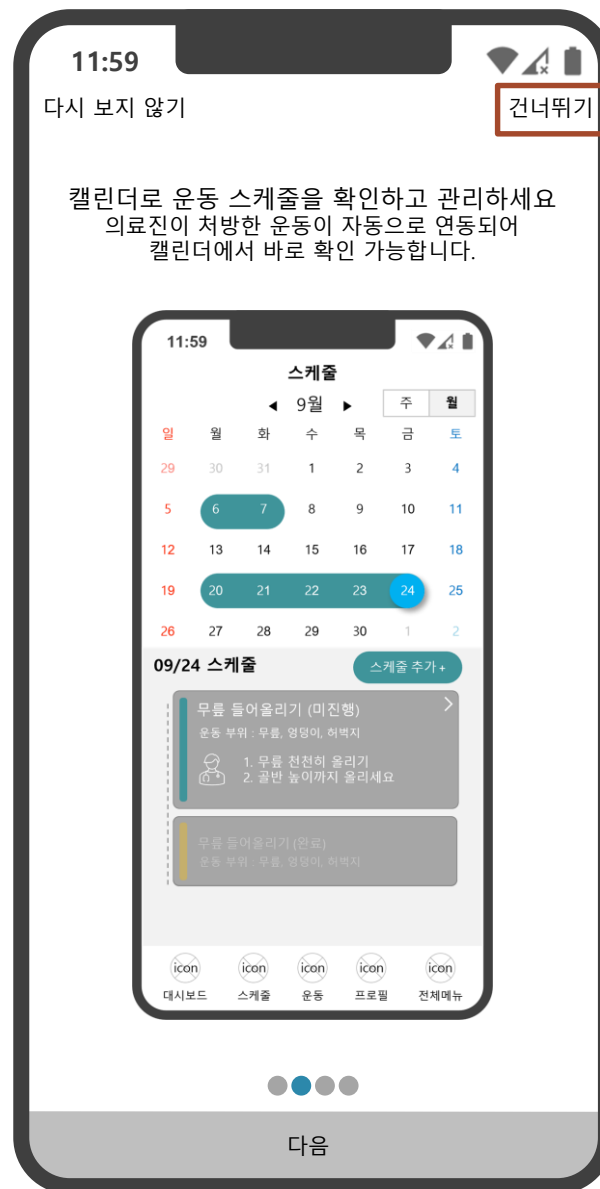 11:59
다시 보지 않기
건너뛰기
캘린더로 운동 스케줄을 확인하고 관리하세요
의료진이 처방한 운동이 자동으로 연동되어
캘린더에서 바로 확인 가능합니다.
11:59
스케줄
◀ 9월 ▶
주 월
일 월 화 수 목 금 토
29 30 31 1 2 3 4
5 6 7 8 9 10 11
12 13 14 15 16 17 18
19 20 21 22 23 24 25
26 27 28 29 30 1 2
09/24 스케줄
스케줄 추가+
무릎 들어올리기 (미진행)
운동 부위 : 무릎, 엉덩이, 허벅지
1. 무릎 천천히 올리기
2. 골반 높이까지 올리세요
무릎 들어올리기 (완료)
운동 부위 : 무릎, 엉덩이, 허벅지
icon icon icon icon icon
대시보드 스케줄 운동 프로필 전체메뉴
다음